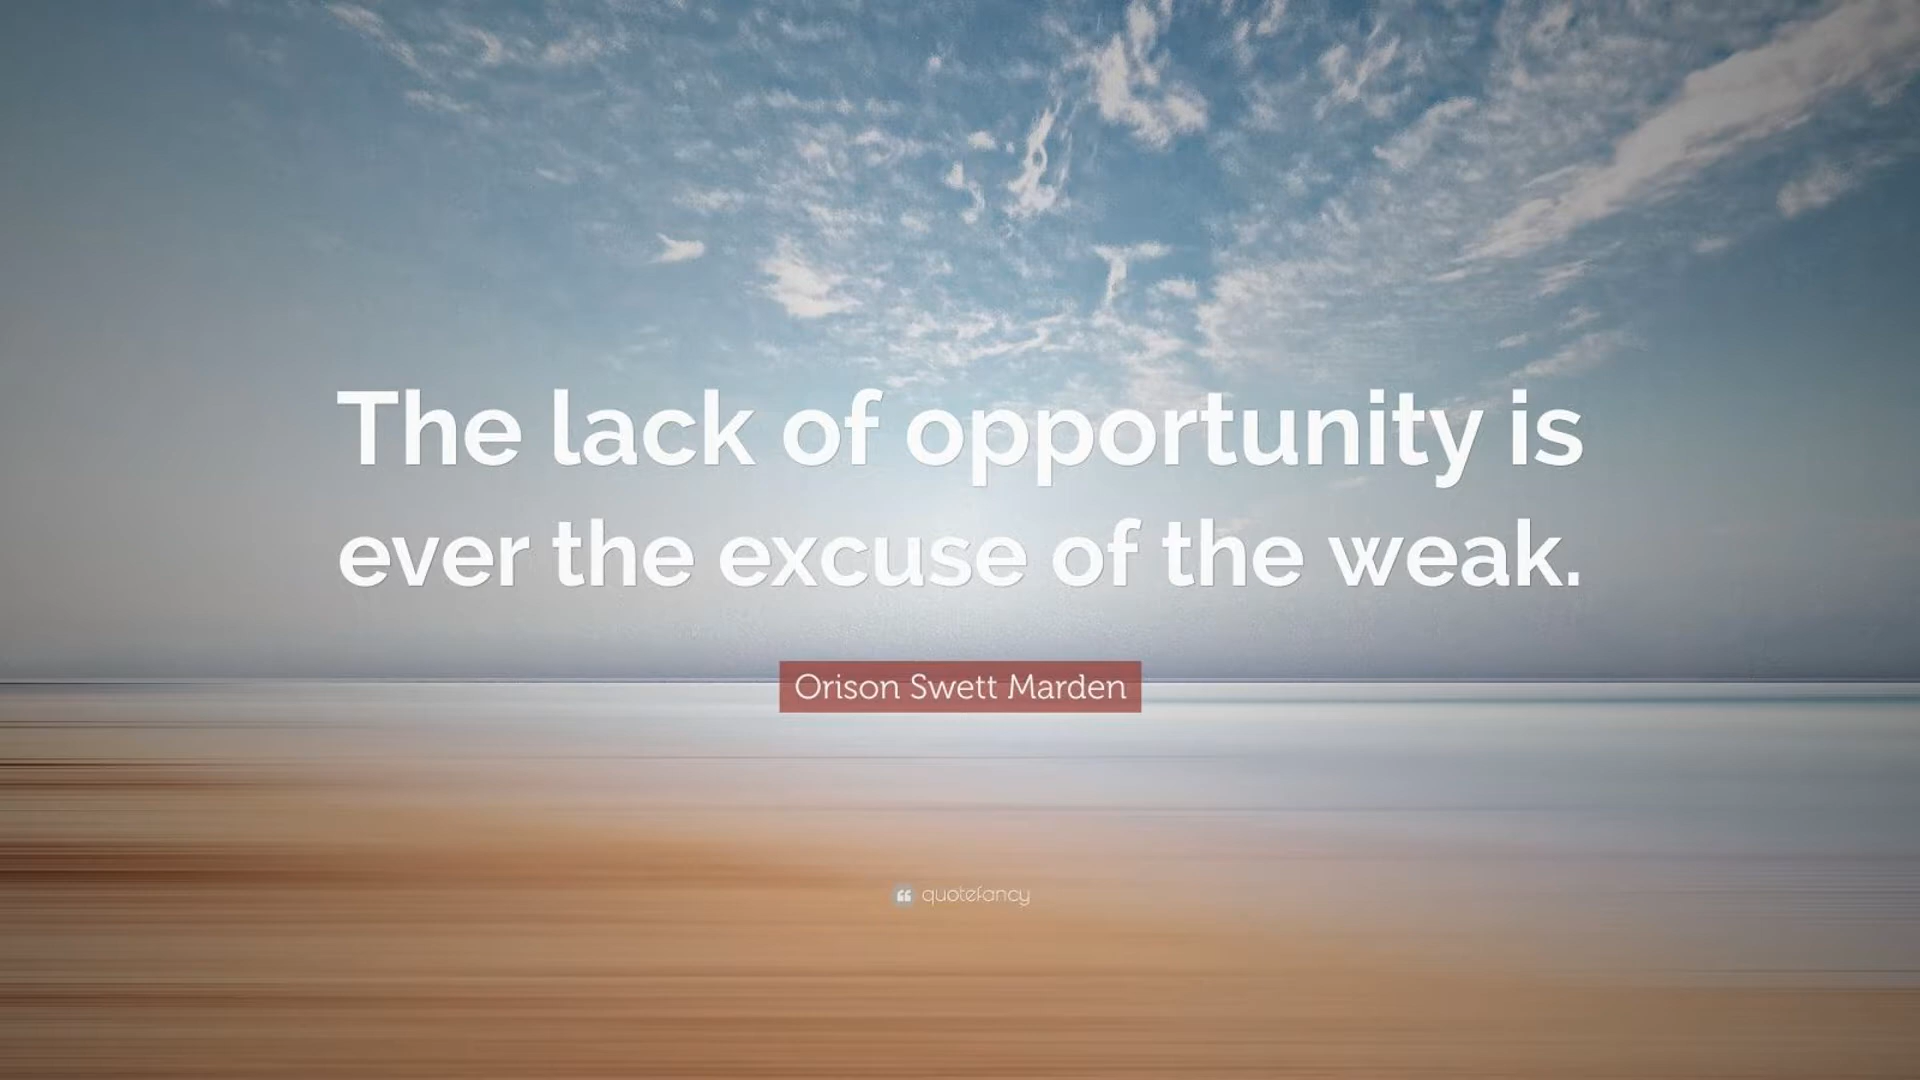 The lack of opportunity is
ever the excuse of the weak.
Orison Swett Marden
quotefancy